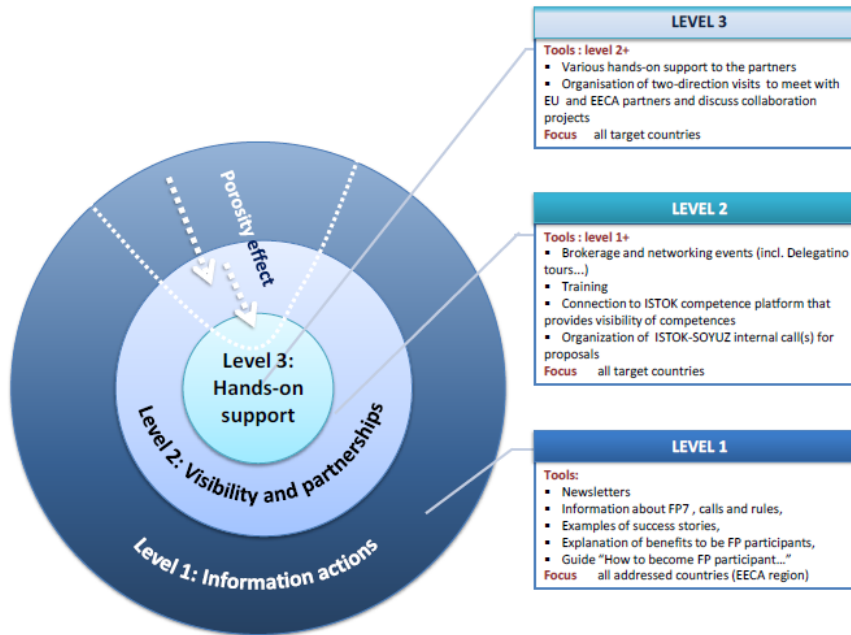 LEVEL 3
Tools : level 2+
▪ Various hands-on support to the partners
▪ Organisation of two-direction visits to meet with
EU and EECA partners and discuss collaboration
projects
Focus all target countries
LEVEL 2
Tools : level 1+
▪ Brokerage and networking events (incl. Delegatino
tours...)
▪ Training
▪ Connection to ISTOK competence platform that
provides visibility of competences
▪ Organization of ISTOK-SOYUZ internal call(s) for
proposals
Focus all target countries
LEVEL 1
Tools:
▪ Newsletters
▪ Information about FP7 , calls and rules,
▪ Examples of success stories,
▪ Explanation of benefits to be FP participants,
▪ Guide “How to become FP participant...”
Focus all addressed countries (EECA region)
Porosity effect
Level 3:
Hands-on
support
Level 2: Visibility and partnerships
Level 1: Information actions